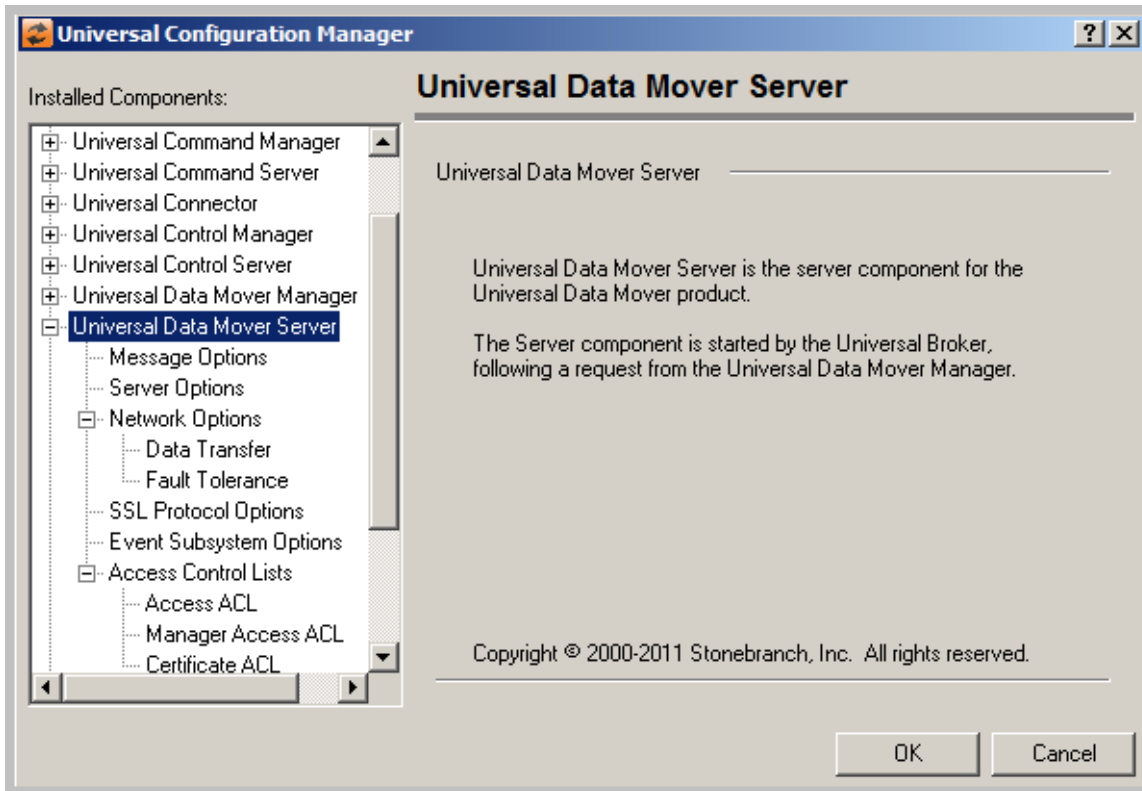 Universal Configuration Manager
Installed Components:
Universal Command Manager
Universal Command Server
Universal Connector
Universal Control Manager
Universal Control Server
Universal Data Mover Manager
Universal Data Mover Server
Message Options
Server Options
Network Options
Data Transfer
Fault Tolerance
SSL Protocol Options
Event Subsystem Options
Access Control Lists
Access ACL
Manager Access ACL
Certificate ACL
Universal Data Mover Server
Universal Data Mover Server
Universal Data Mover Server is the server component for the
Universal Data Mover product.
The Server component is started by the Universal Broker,
following a request from the Universal Data Mover Manager.
Copyright © 2000-2011 Stonebranch, Inc. All rights reserved.
OK Cancel